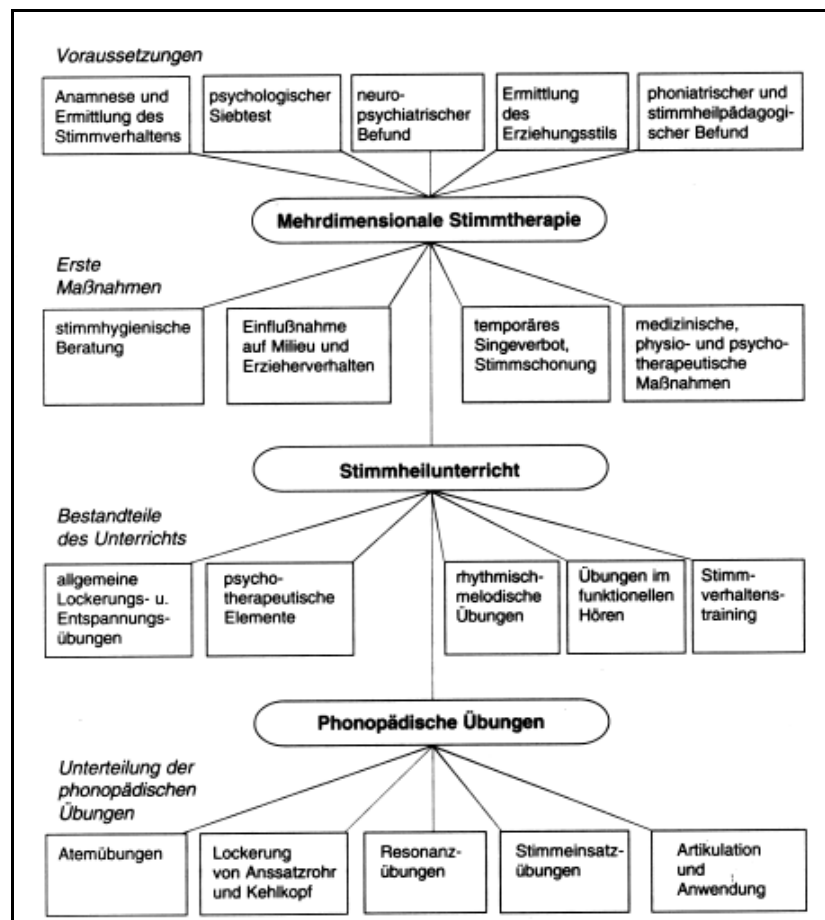 Voraussetzungen
Anamnese und
Ermittlung des
Stimmverhaltens
psychologischer
Siebtest
neuro-
psychiatrischer
Befund
Ermittlung
des
Erziehungsstils
phoniatrischer und
stimmheilpädagogi-
scher Befund
Mehrdimensionale Stimmtherapie
Erste
Maßnahmen
stimmhygienische
Beratung
Einflußnahme
auf Milieu und
Erzieherverhalten
temporäres
Singeverbot,
Stimmschonung
medizinische,
physio- und psycho-
therapeutische
Maßnahmen
Stimmheilunterricht
Bestandteile
des Unterrichts
allgemeine
Lockerungs- u.
Entspannungs-
übungen
psycho-
therapeutische
Elemente
rhythmisch-
melodische
Übungen
Übungen im
funktionellen
Hören
Stimm-
verhaltens-
training
Phonopädische Übungen
Unterteilung der
phonopädischen
Übungen
Atemübungen
Lockerung
von Anssatzrohr
und Kehlkopf
Resonanz-
übungen
Stimmeinsatz-
übungen
Artikulation
und
Anwendung